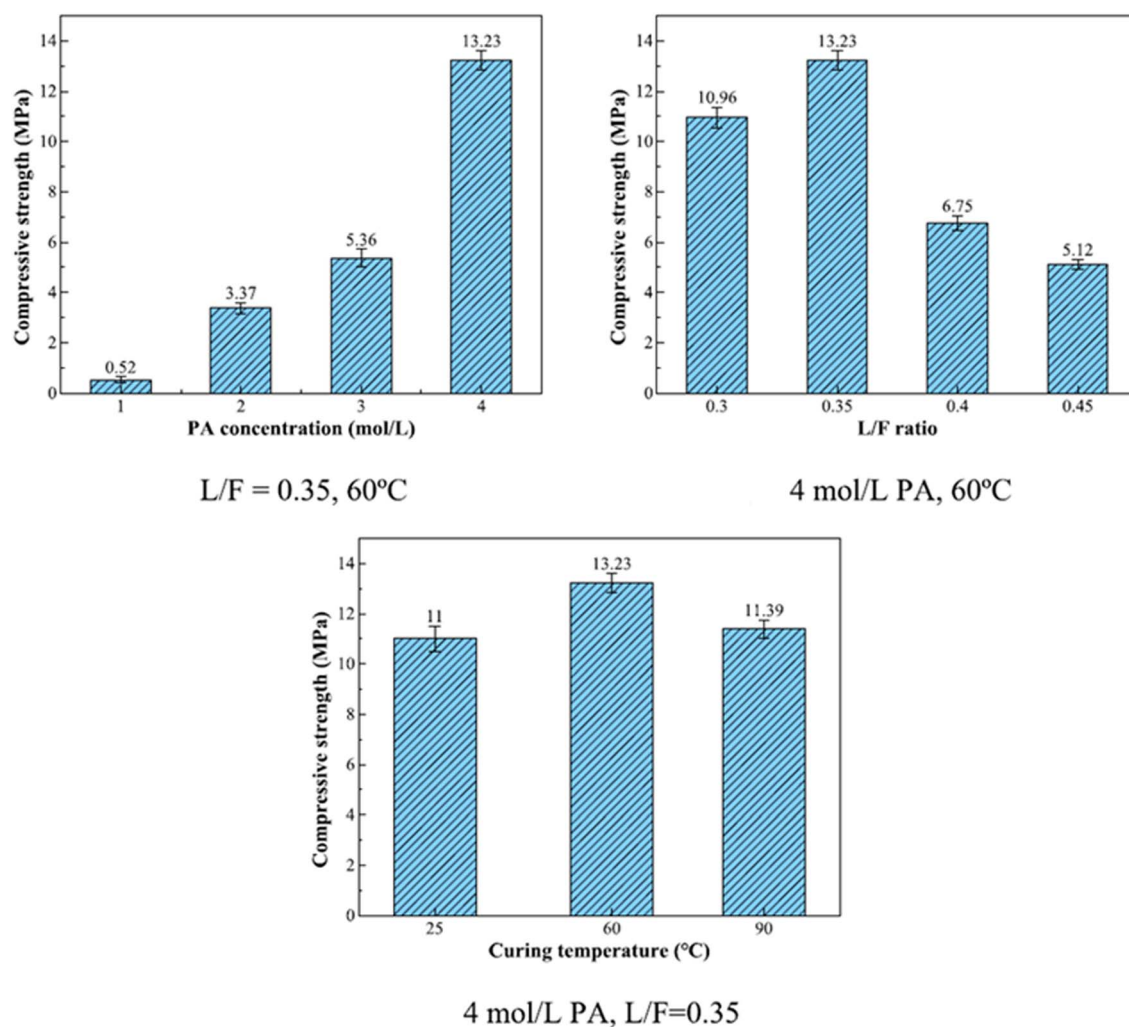 Compressive strength (MPa)
14
12
10
8
6
4
2
0
0.52
3.37
5.36
13.23
1 2 3 4
PA concentration (mol/L)
L/F = 0.35, 60ºC
Compressive strength (MPa)
14
12
10
8
6
4
2
0
10.96
13.23
6.75
5.12
0.3 0.35 0.4 0.45
L/F ratio
4 mol/L PA, 60ºC
Compressive strength (MPa)
14
12
10
8
6
4
2
0
11
13.23
11.39
25 60 90
Curing temperature (°C)
4 mol/L PA, L/F=0.35